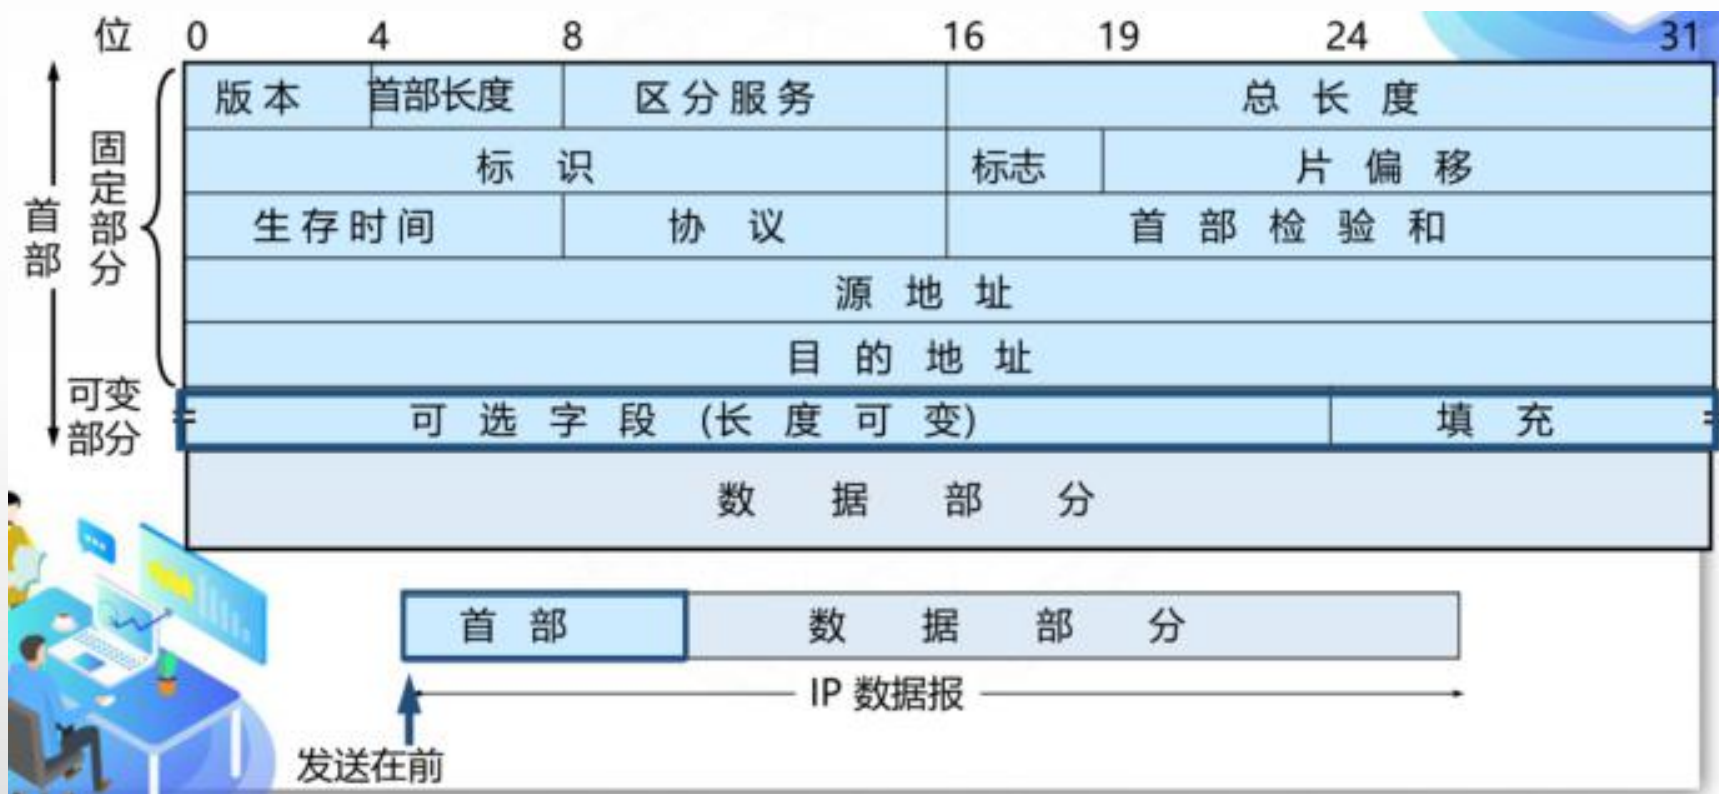 位 0 4 8 16 19 24 31
版本 首部长度 区分服务 总长度
标识 标志 片偏移
生存时间 协议 首部检验和
源地址
目的地址
可选字段(长度可变) 填充
数据部分
首部
固定部分
可变部分
首部 数据部分
IP 数据报
发送在前